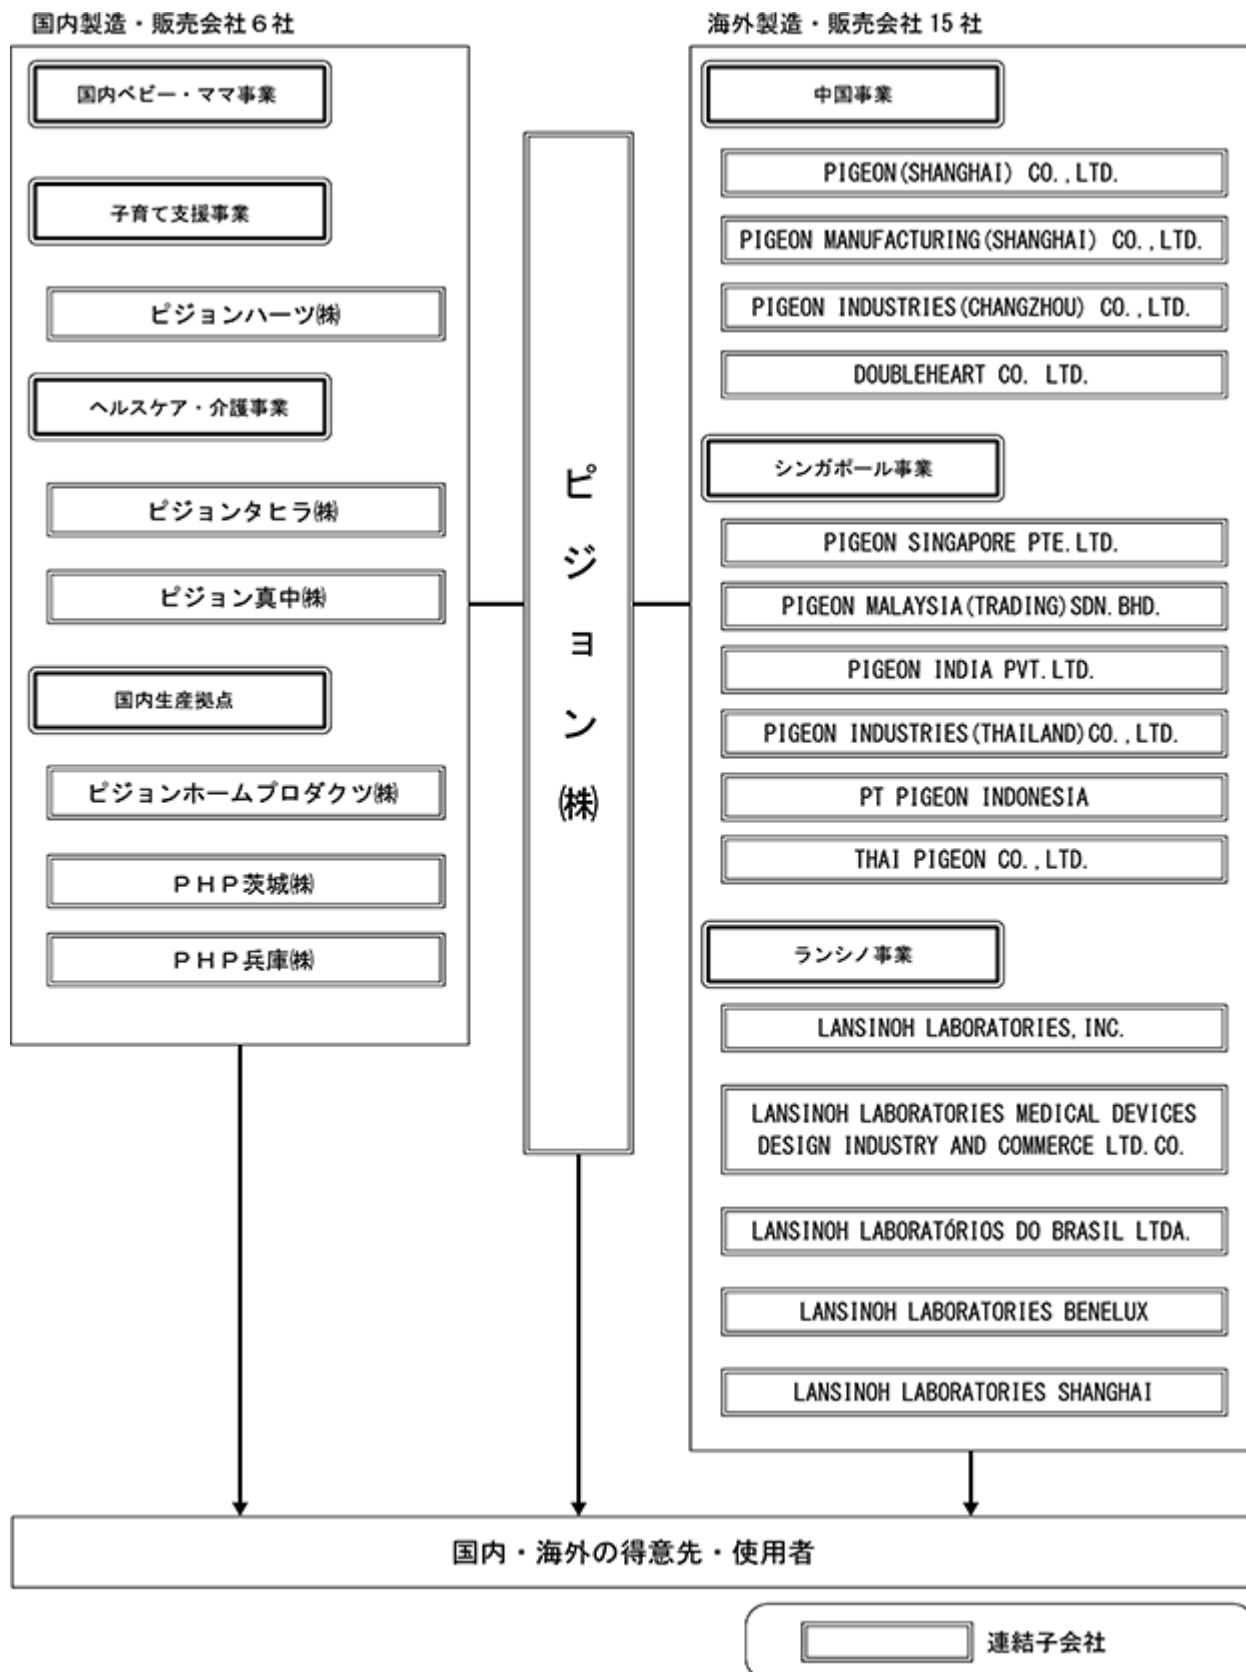 国内製造・販売会社6社
国内ベビー・ママ事業
子育て支援事業
ピジョンハーツ㈱
ヘルスケア・介護事業
ピジョンタヒラ㈱
ピジョン真中㈱
国内生産拠点
ピジョンホームプロダクツ㈱
PHP茨城㈱
PHP兵庫㈱
ピジョン㈱
海外製造・販売会社 15 社
中国事業
PIGEON(SHANGHAI) CO.,LTD.
PIGEON MANUFACTURING(SHANGHAI) CO.,LTD.
PIGEON INDUSTRIES(CHANGZHOU) CO.,LTD.
DOUBLEHEART CO. LTD.
シンガポール事業
PIGEON SINGAPORE PTE.LTD.
PIGEON MALAYSIA(TRADING)SDN.BHD.
PIGEON INDIA PVT.LTD.
PIGEON INDUSTRIES(THAILAND)CO.,LTD.
PT PIGEON INDONESIA
THAI PIGEON CO.,LTD.
ランシノ事業
LANSINOH LABORATORIES,INC.
LANSINOH LABORATORIES MEDICAL DEVICES
DESIGN INDUSTRY AND COMMERCE LTD.CO.
LANSINOH LABORATÓRIOS DO BRASIL LTDA.
LANSINOH LABORATORIES BENELUX
LANSINOH LABORATORIES SHANGHAI
国内・海外の得意先・使用者
連結子会社